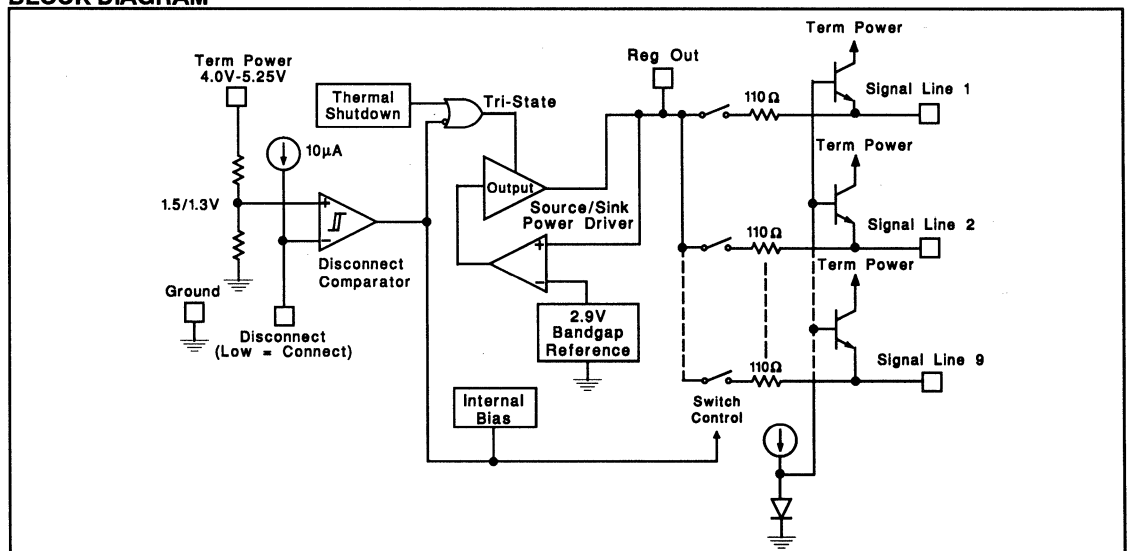 BLOCK DIAGRAM
Term Power
4.0V-5.25V
10μA
1.5/1.3V
+
−
Disconnect
Comparator
Ground
Disconnect
(Low = Connect)
Thermal
Shutdown
Tri-State
Output
Source/Sink
Power Driver
+
−
2.9V
Bandgap
Reference
Internal
Bias
Reg Out
Switch
Control
110Ω
Term Power
Signal Line 1
110Ω
Term Power
Signal Line 2
110Ω
Term Power
Signal Line 9